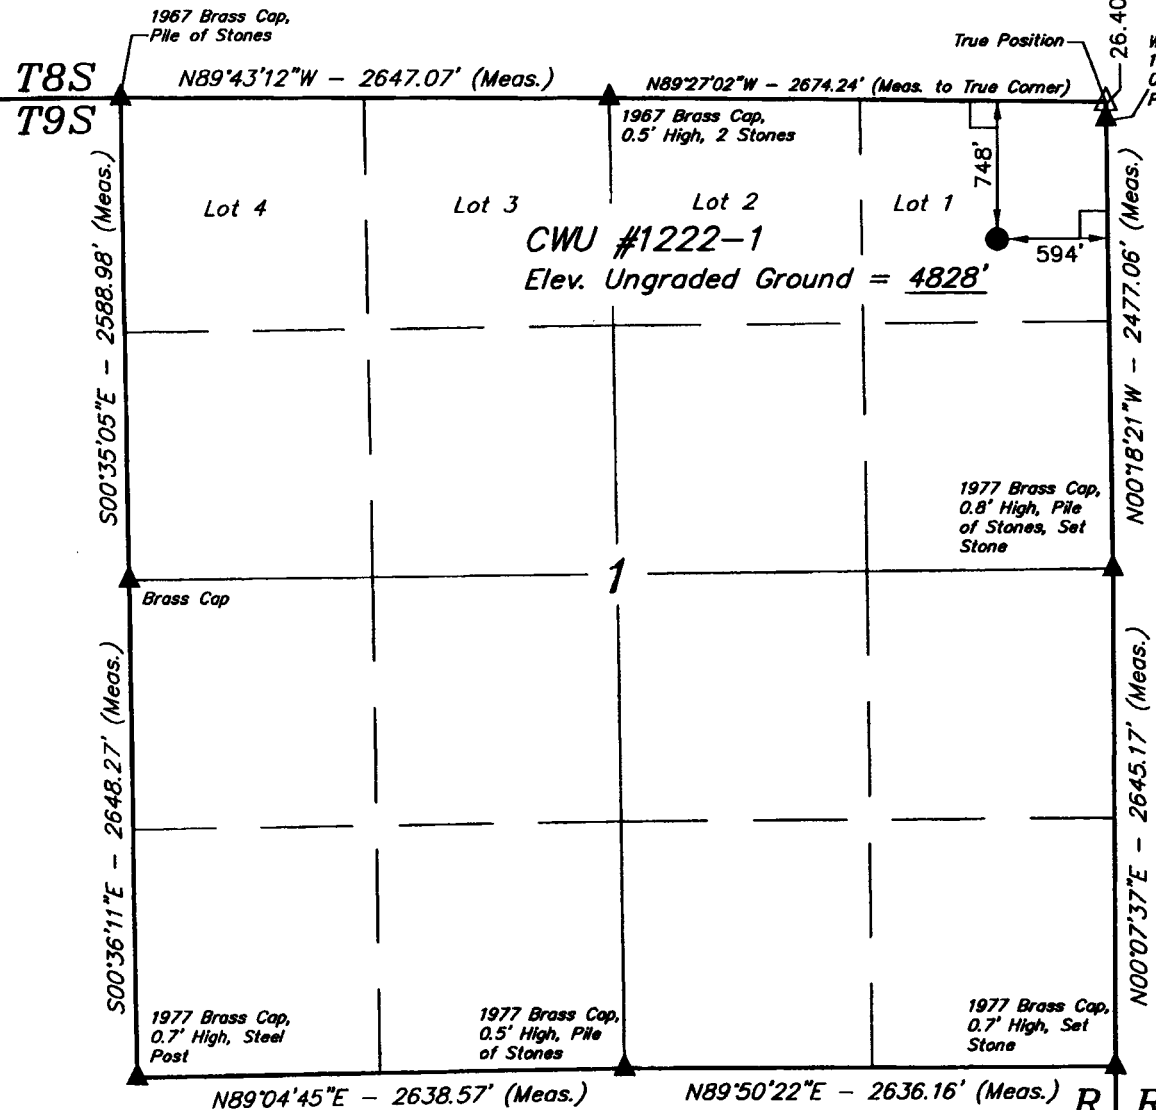 1967 Brass Cap,
Pile of Stones
True Position
26.40
T8S
N89°43'12"W – 2647.07' (Meas.)
N89°27'02"W – 2674.24' (Meas. to True Corner)
T9S
1967 Brass Cap,
0.5' High, 2 Stones
748'
Lot 4
Lot 3
Lot 2
Lot 1
CWU #1222-1
594'
Elev. Ungraded Ground = 4828'
S00°35'05"E – 2588.98' (Meas.)
N00°18'21"W – 2477.06' (Meas.)
1977 Brass Cap,
0.8' High, Pile
of Stones, Set
Stone
1
Brass Cap
S00°36'11"E – 2648.27' (Meas.)
N00°07'37"E – 2645.17' (Meas.)
1977 Brass Cap,
0.7' High, Steel
Post
1977 Brass Cap,
0.5' High, Pile
of Stones
1977 Brass Cap,
0.7' High, Set
Stone
N89°04'45"E – 2638.57' (Meas.)
N89°50'22"E – 2636.16' (Meas.)
R